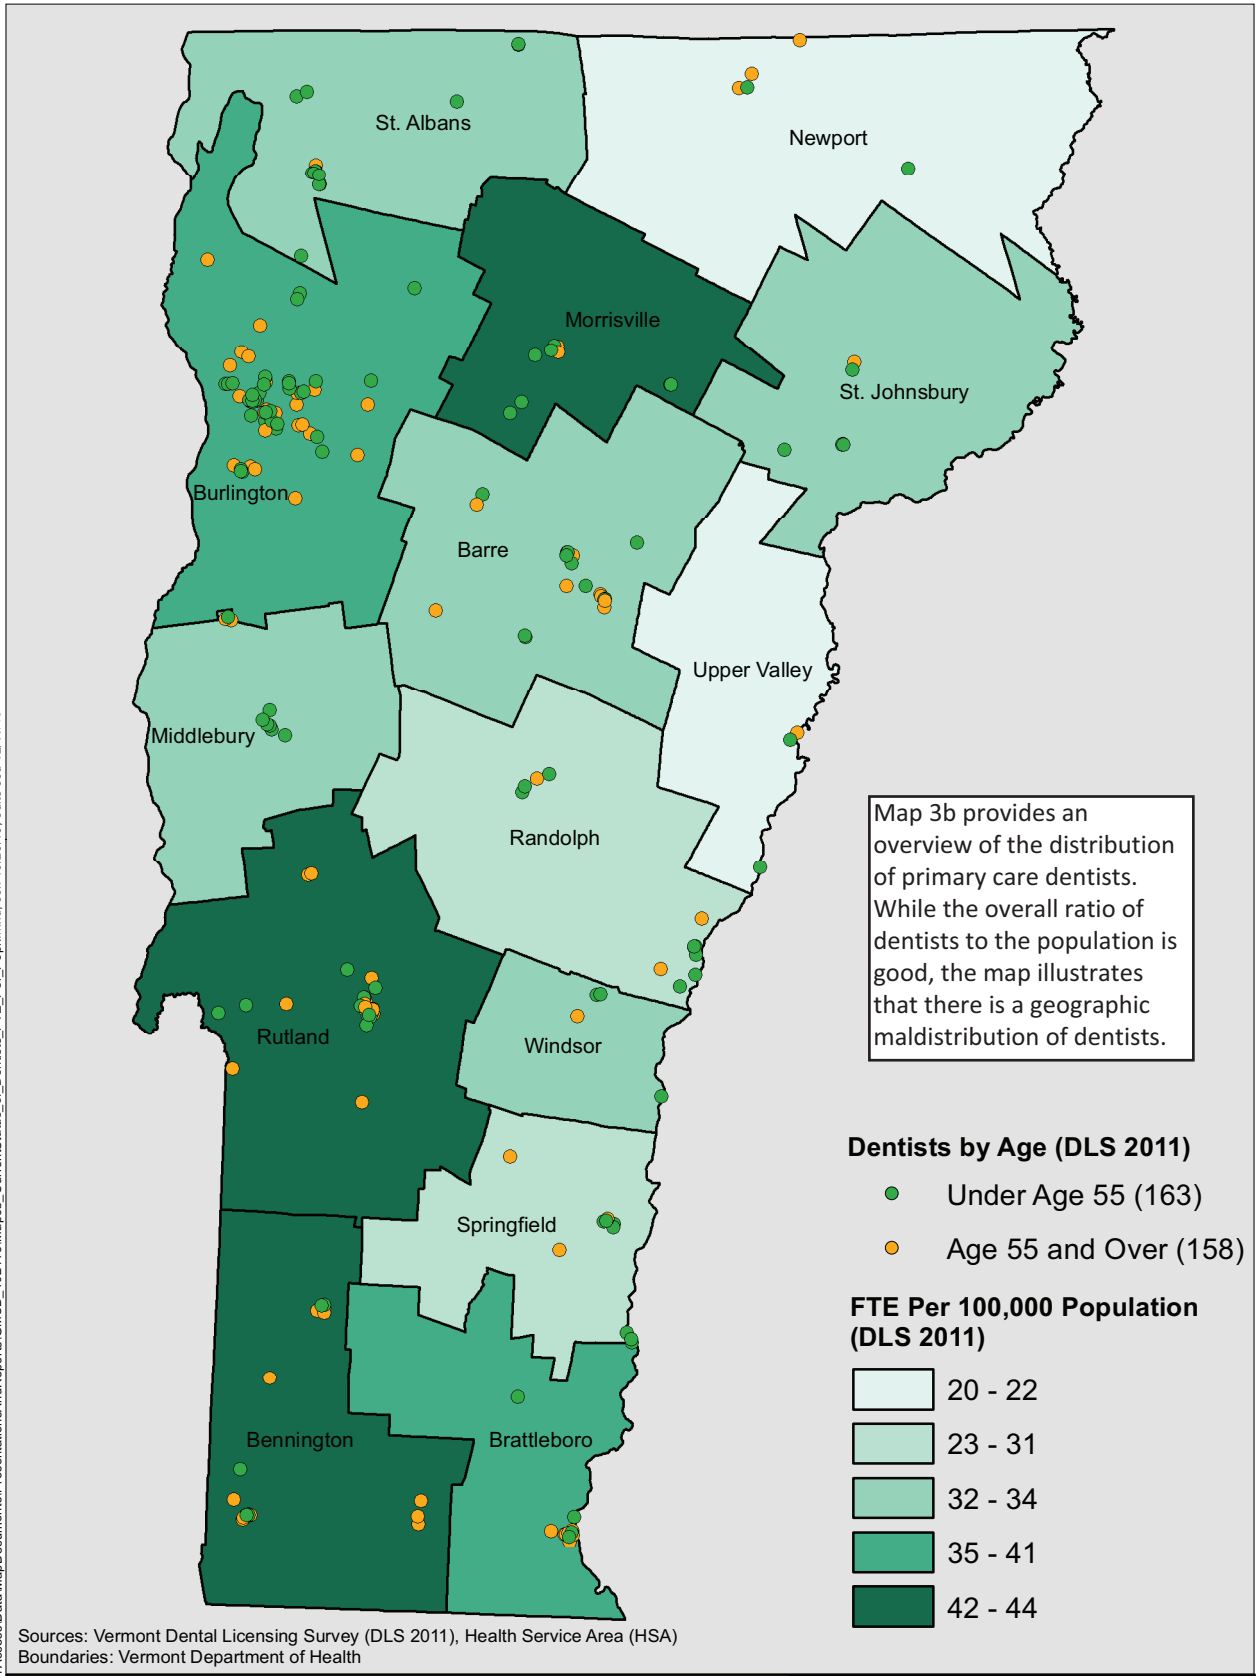 St. Albans
Newport
Morrisville
St. Johnsbury
Burlington
Barre
Upper Valley
Middlebury
Randolph
Map 3b provides an
overview of the distribution
of primary care dentists.
While the overall ratio of
dentists to the population is
good, the map illustrates
that there is a geographic
maldistribution of dentists.
Rutland
Windsor
Dentists by Age (DLS 2011)
Under Age 55 (163)
Age 55 and Over (158)
Springfield
FTE Per 100,000 Population
(DLS 2011)
20 - 22
23 - 31
32 - 34
35 - 41
42 - 44
Bennington
Brattleboro
Sources: Vermont Dental Licensing Survey (DLS 2011), Health Service Area (HSA)
Boundaries: Vermont Department of Health